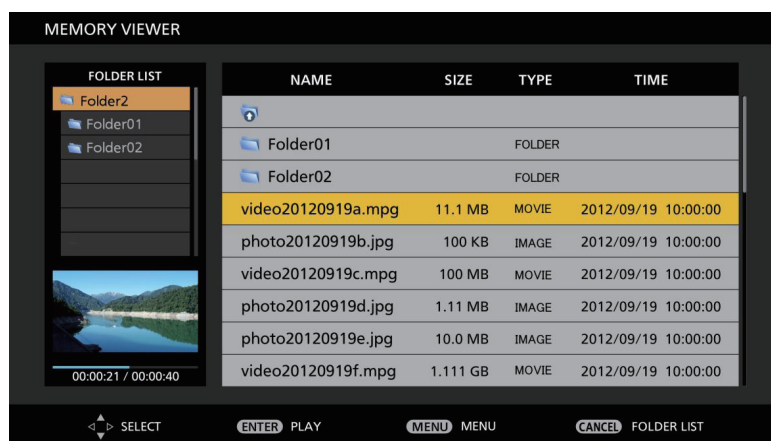 MEMORY VIEWER
FOLDER LIST
Folder2
Folder01
Folder02
00:00:21 / 00:00:40
NAME SIZE TYPE TIME
Folder01 FOLDER
Folder02 FOLDER
video20120919a.mpg 11.1 MB MOVIE 2012/09/19 10:00:00
photo20120919b.jpg 100 KB IMAGE 2012/09/19 10:00:00
video20120919c.mpg 100 MB MOVIE 2012/09/19 10:00:00
photo20120919d.jpg 1.11 MB IMAGE 2012/09/19 10:00:00
photo20120919e.jpg 10.0 MB IMAGE 2012/09/19 10:00:00
video20120919f.mpg 1.111 GB MOVIE 2012/09/19 10:00:00
SELECT ENTER PLAY MENU MENU CANCEL FOLDER LIST